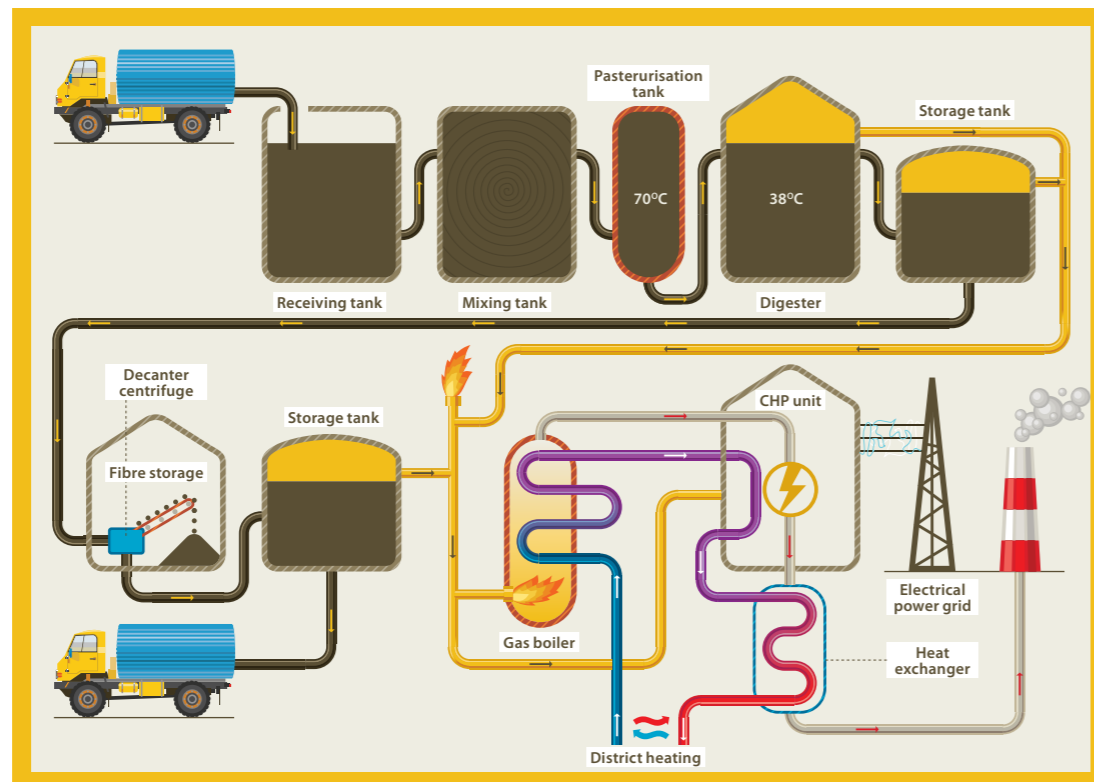 Pasterurisation
tank
Storage tank
70°C
38°C
Receiving tank
Mixing tank
Digester
Decanter
centrifuge
Storage tank
CHP unit
Fibre storage
Electrical
power grid
Gas boiler
Heat
exchanger
District heating